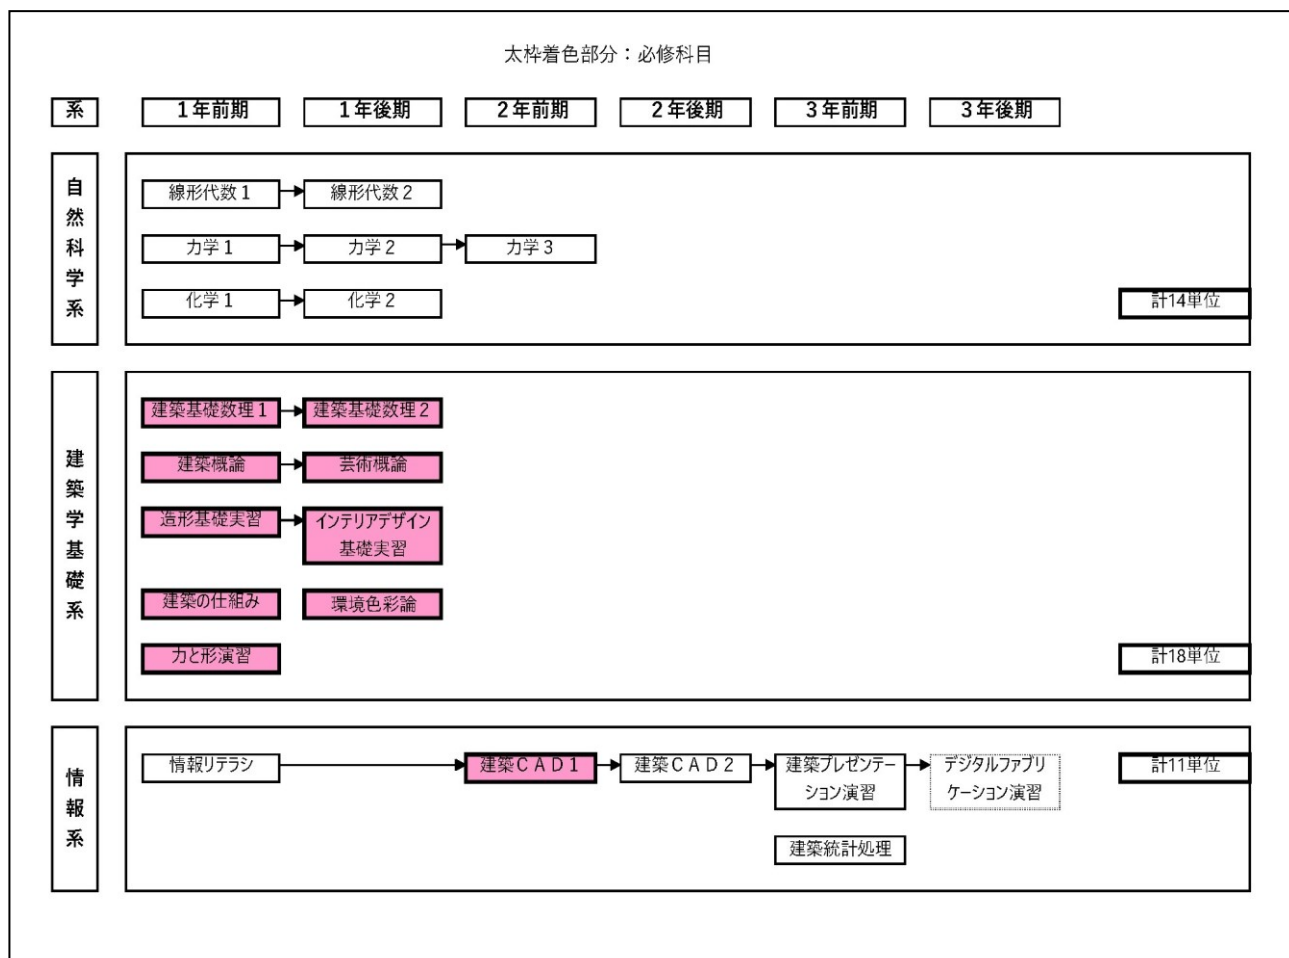 太枠着色部分：必修科目
系 1年前期 1年後期 2年前期 2年後期 3年前期 3年後期
自然科学系
線形代数1 線形代数2
力学1 力学2 力学3
化学1 化学2 計14単位
建築学基礎系
建築基礎数理1 建築基礎数理2
建築概論 芸術概論
造形基礎実習 インテリアデザイン
基礎実習
建築の仕組み 環境色彩論
力と形演習 計18単位
情報系
情報リテラシ 建築CAD1 建築CAD2 建築プレゼンテー デジタルファブリ 計11単位
ション演習 ケーション演習
建築統計処理